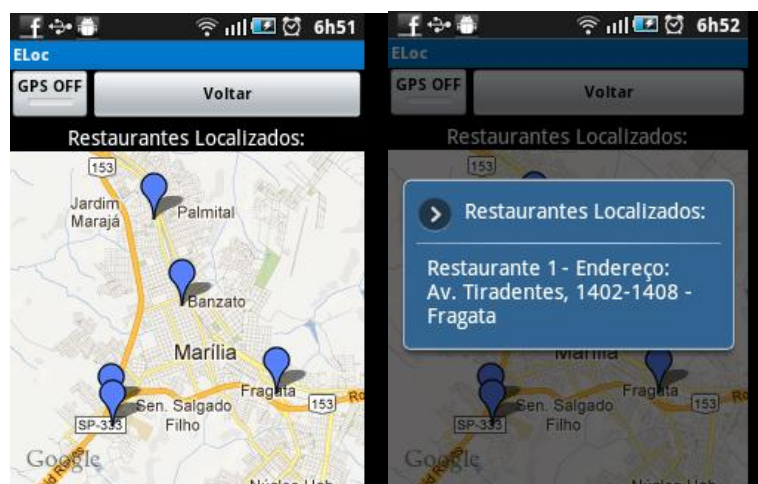 6h51
ELoc
GPS OFF
Voltar
Restaurantes Localizados:
153
Jardim
Marajá
Palmital
Banzato
Marília
Fragata
153
Sen. Salgado
Filho
SP-333
Google
6h52
ELoc
GPS OFF
Voltar
Restaurantes Localizados:
153
Restaurantes Localizados:
Restaurante 1 - Endereço:
Av. Tiradentes, 1402-1408 -
Fragata
Marília
Fragata
153
Sen. Salgado
Filho
SP-333
Google